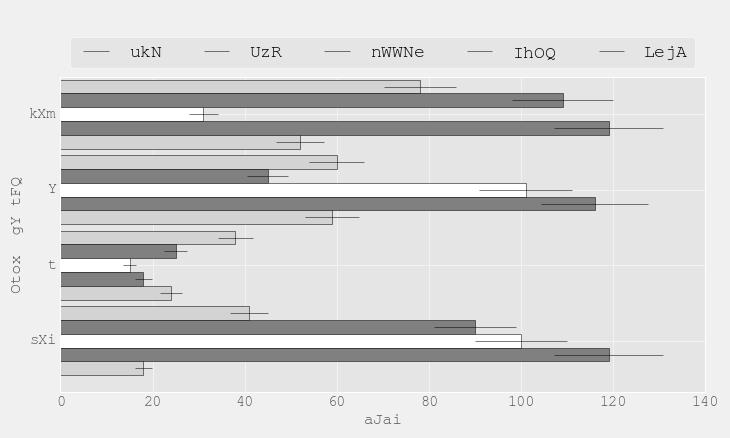 ukN UzR nWWNe IhOQ LejA
kXm
Y
t
sXi
Otox  gY tFQ
0 20 40 60 80 100 120 140
aJai